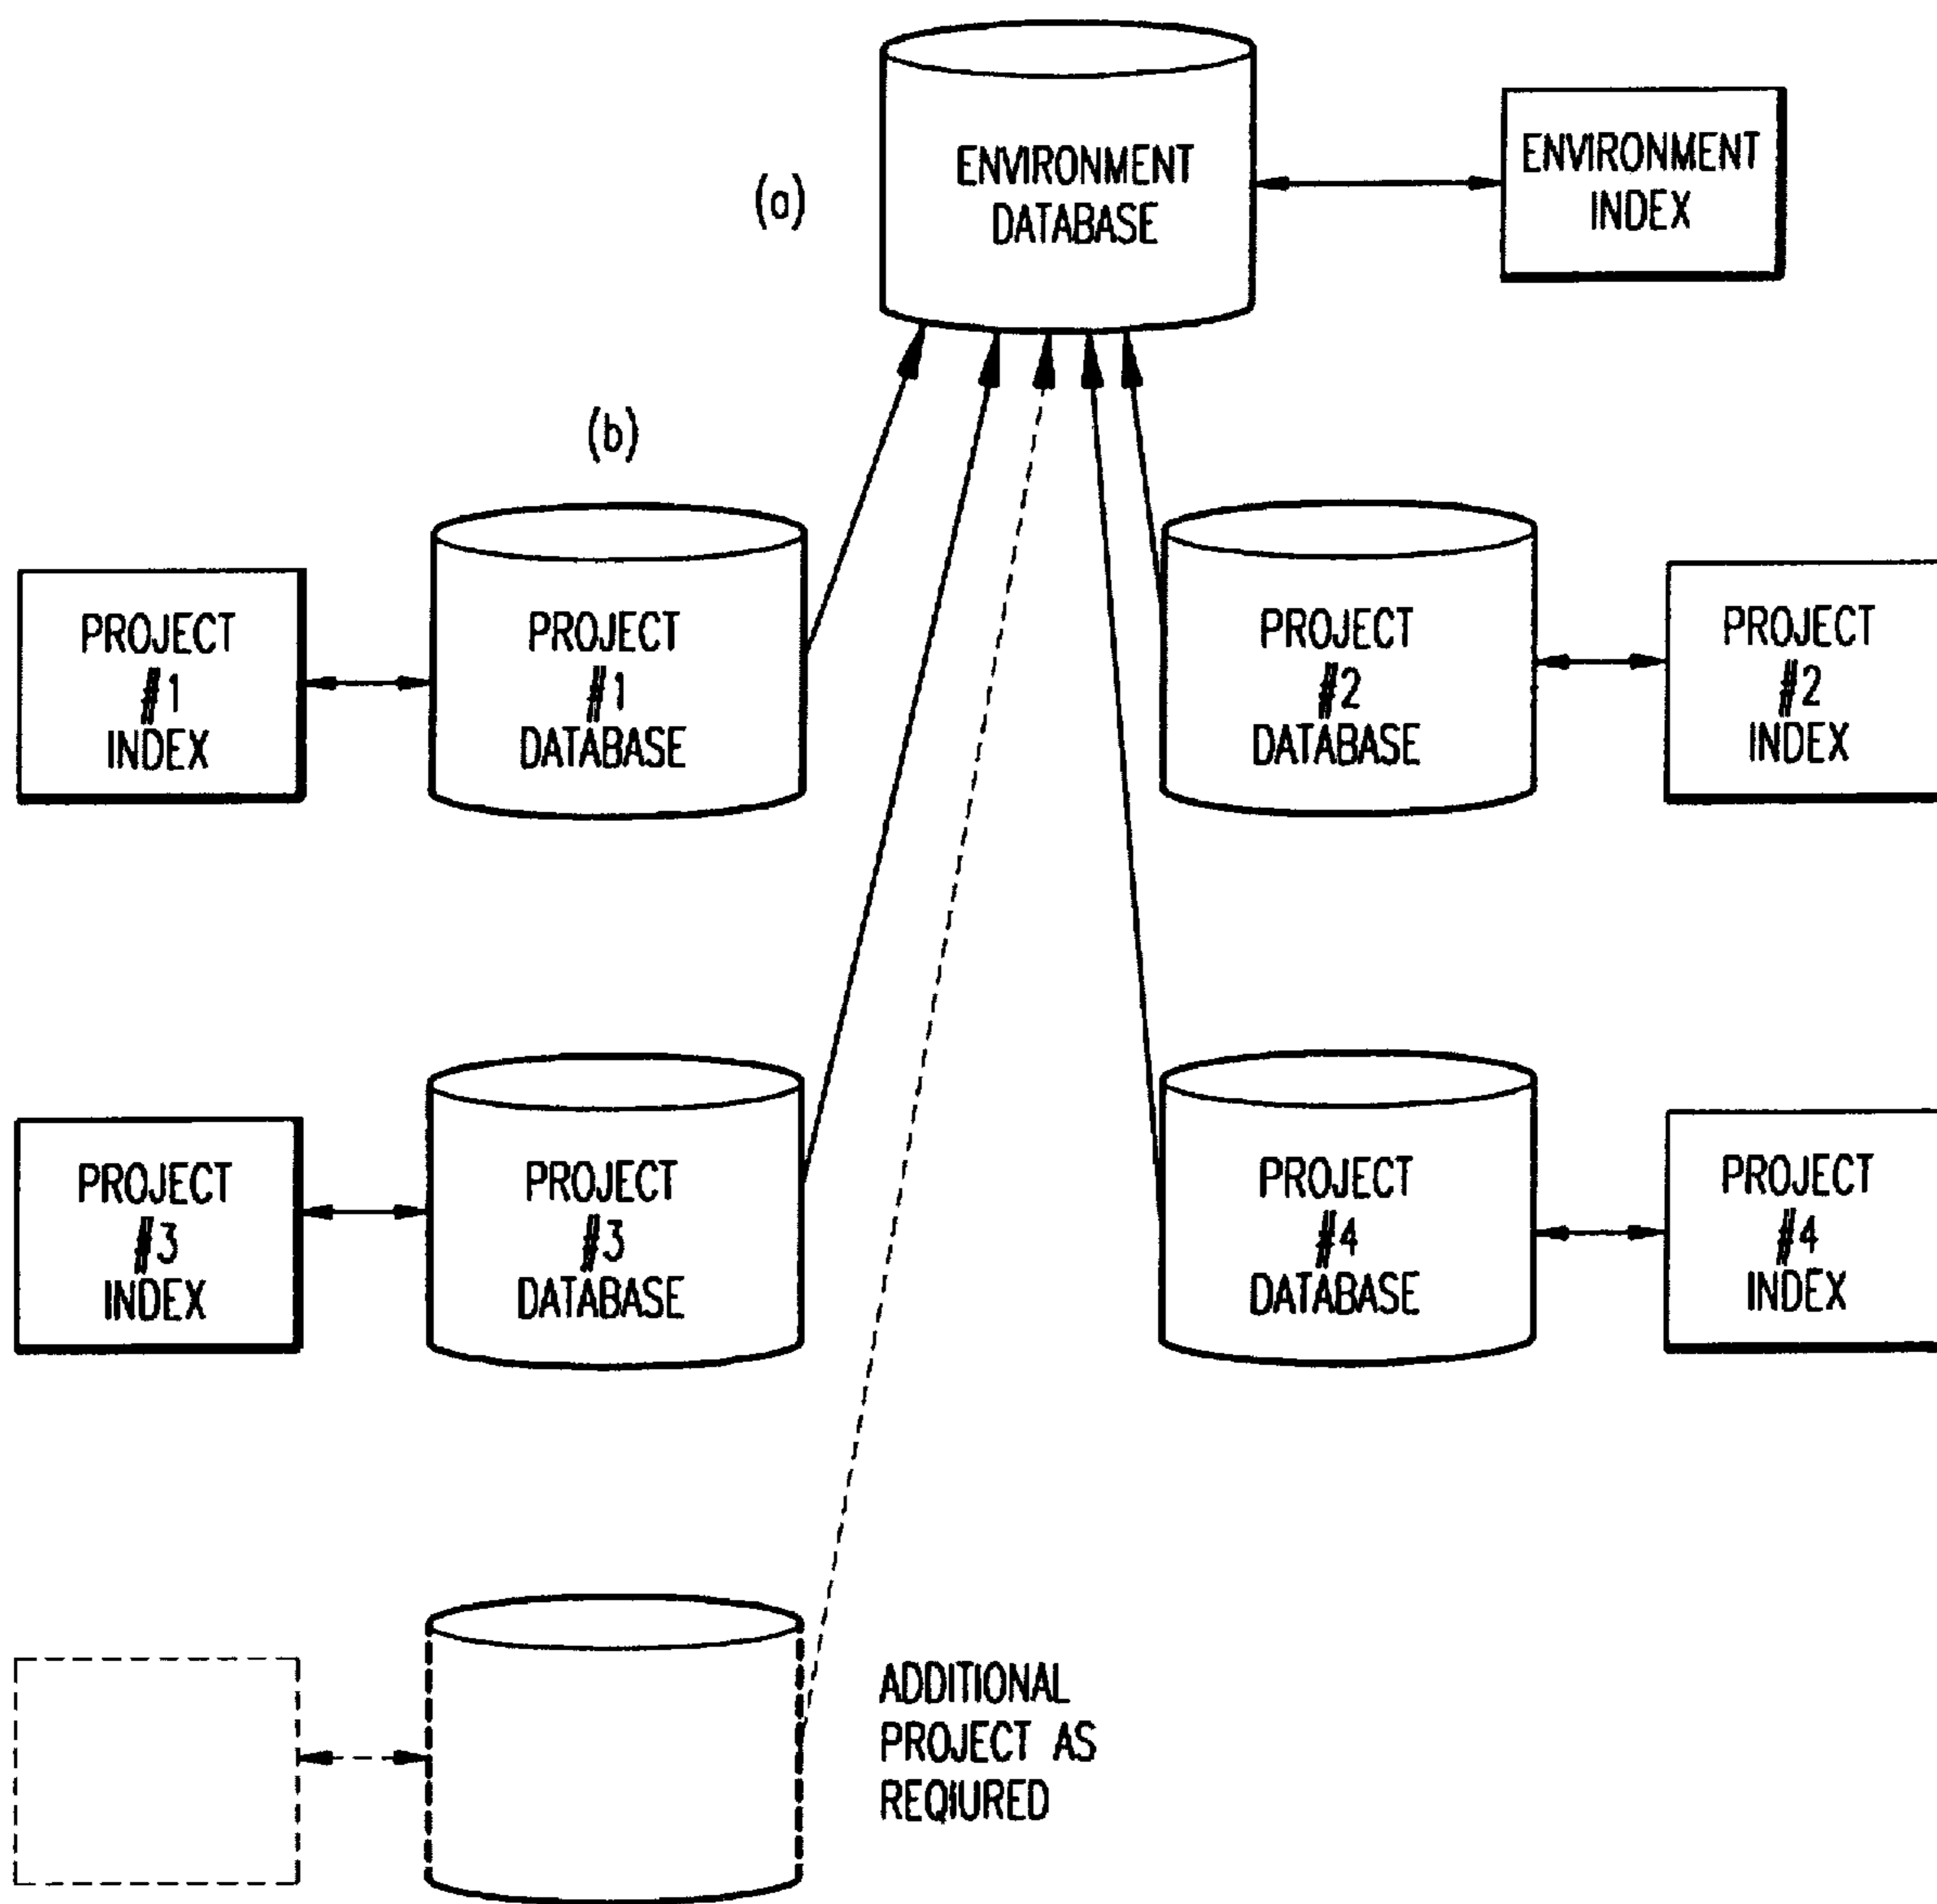 ENVIRONMENT
DATABASE
ENVIRONMENT
INDEX
(a)
(b)
PROJECT
#1
INDEX
PROJECT
#1
DATABASE
PROJECT
#2
DATABASE
PROJECT
#2
INDEX
PROJECT
#3
INDEX
PROJECT
#3
DATABASE
PROJECT
#4
DATABASE
PROJECT
#4
INDEX
ADDITIONAL
PROJECT AS
REQIURED